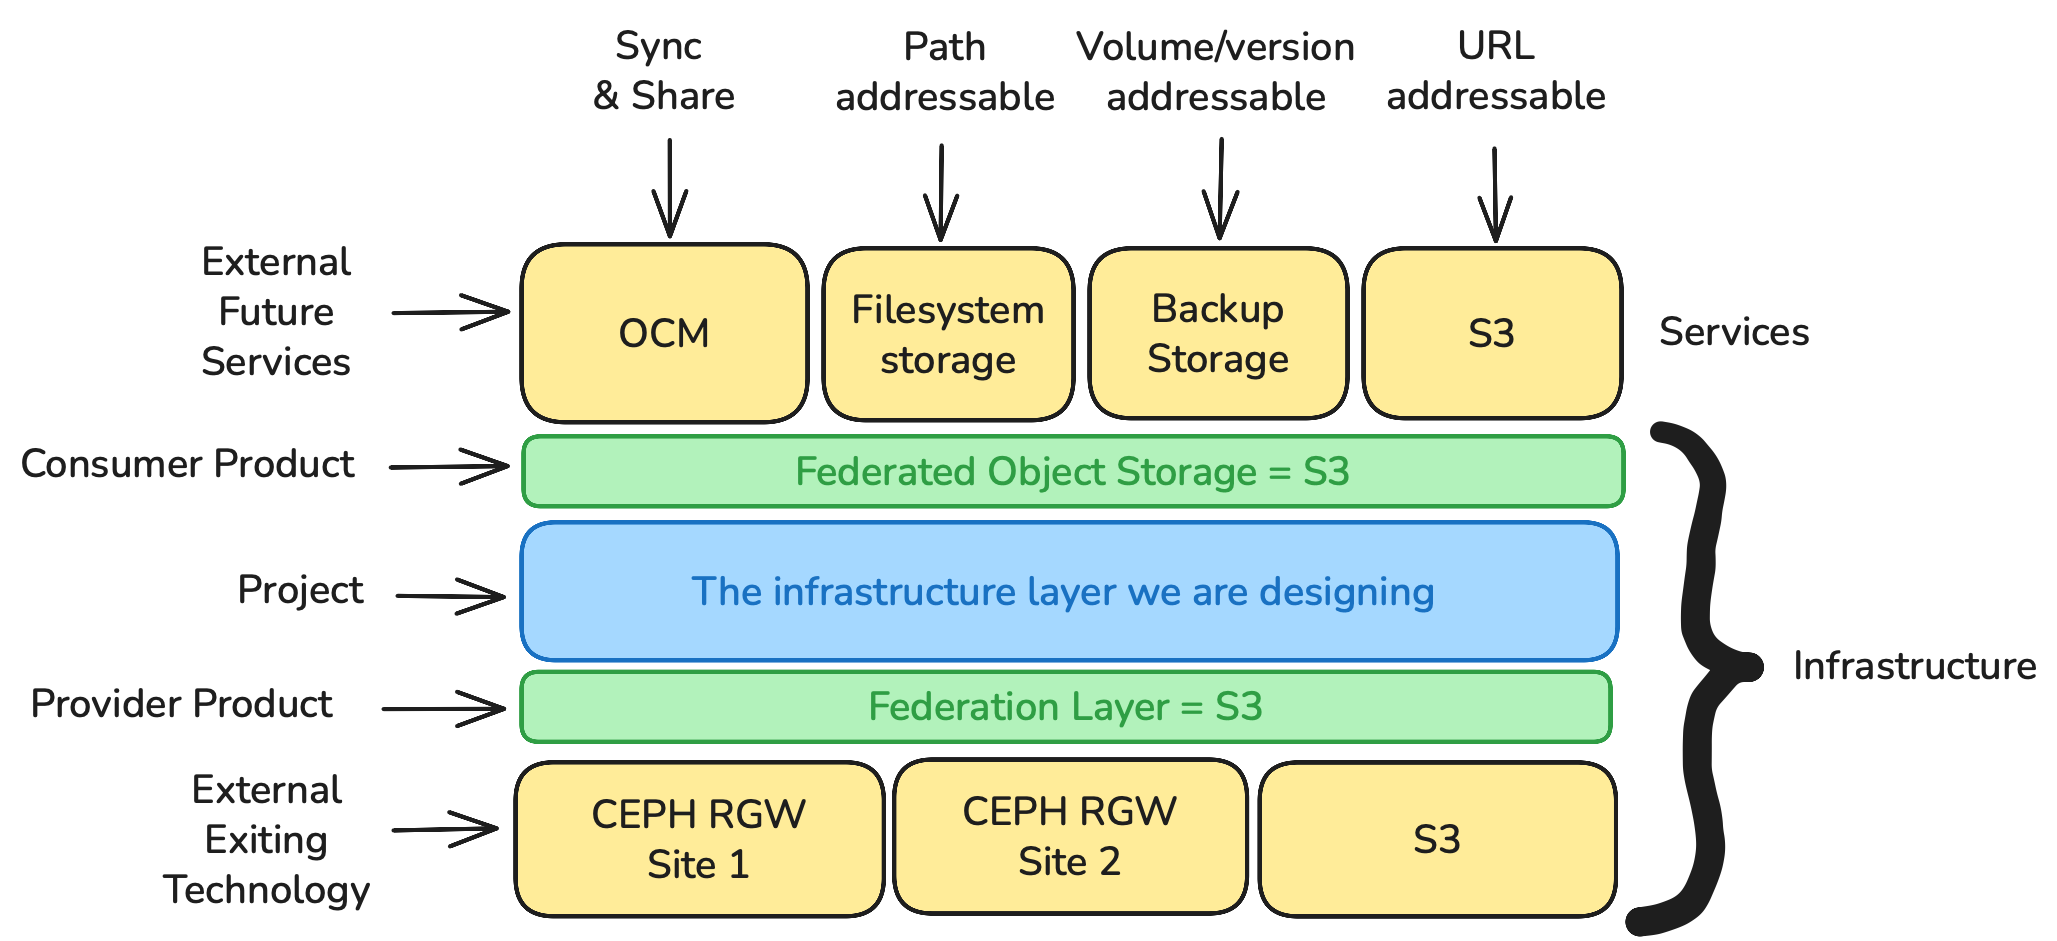 Sync
& Share
Path
addressable
Volume/version
addressable
URL
addressable
External
Future
Services
OCM
Filesystem
storage
Backup
Storage
S3
Services
Consumer Product
Federated Object Storage = S3
Project
The infrastructure layer we are designing
Infrastructure
Provider Product
Federation Layer = S3
External
Exiting
Technology
CEPH RGW
Site 1
CEPH RGW
Site 2
S3